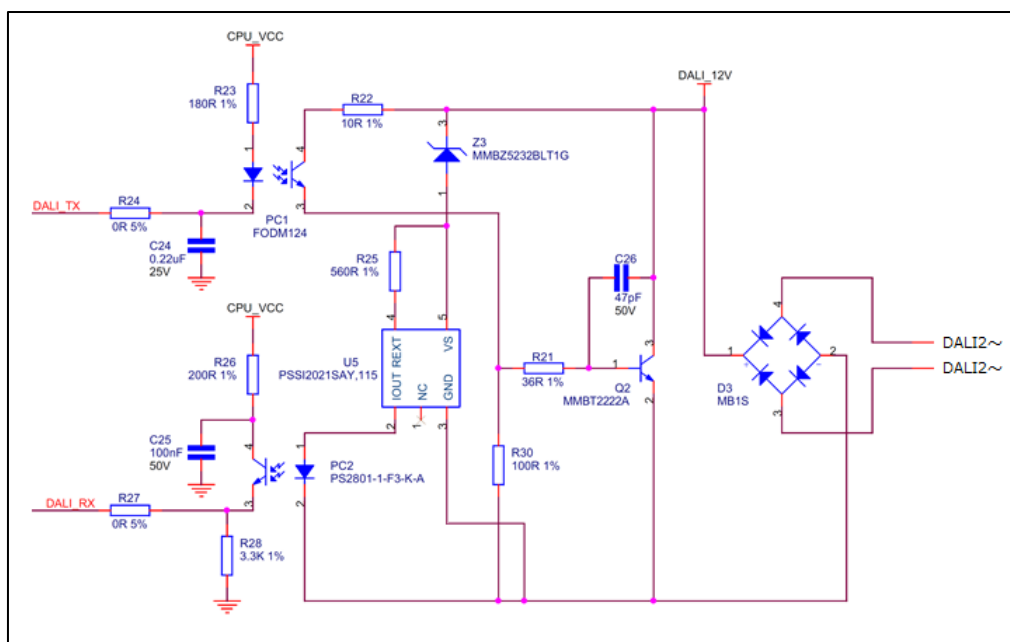 CPU_VCC
R23
180R 1%
R22
10R 1%
DALI_12V
1
4
3
Z3
MMBZ5232BLT1G
1
DALI_TX
R24
0R 5%
2
3
PC1
FODM124
C24
0.22uF
25V
R25
560R 1%
C26
47pF
50V
CPU_VCC
4
5
4
R26
200R 1%
U5
PSSI2021SAY,115
IOUT
REXT
NC
VS
GND
R21
36R 1%
1
3
2
Q2
MMBT2222A
1
2
D3
MB1S
3
DALI2~
DALI2~
C25
100nF
50V
4
2
1
3
1
PC2
PS2801-1-F3-K-A
R30
100R 1%
DALI_RX
R27
0R 5%
3
2
R28
3.3K 1%